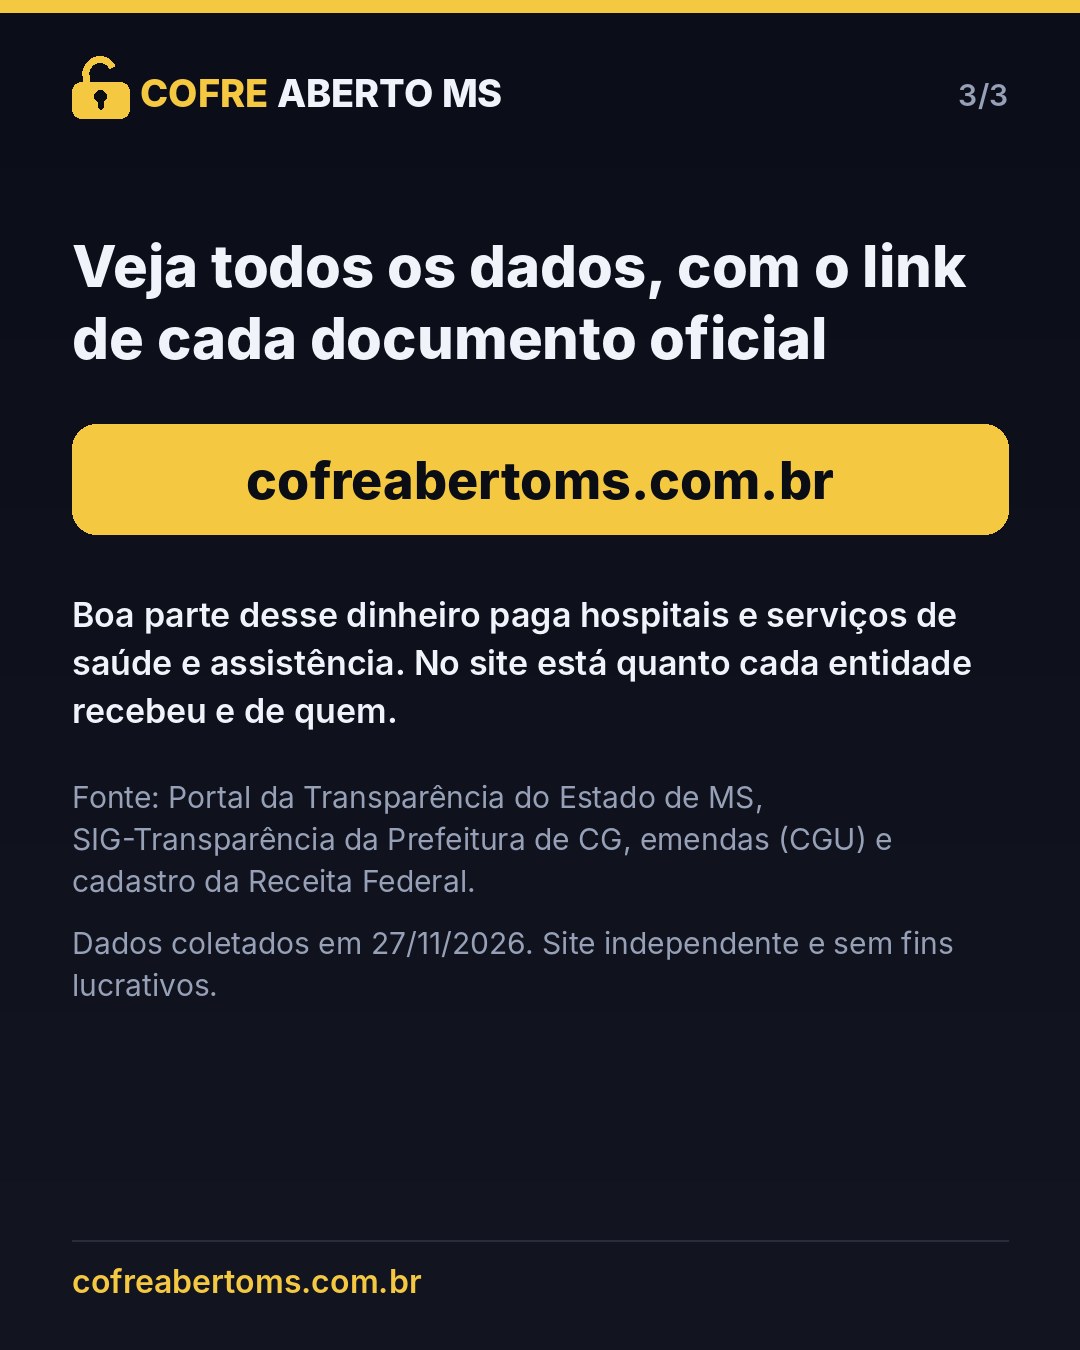 COFRE ABERTO MS
3/3
Veja todos os dados, com o link
de cada documento oficial
cofreabertoms.com.br
Boa parte desse dinheiro paga hospitais e serviços de
saúde e assistência. No site está quanto cada entidade
recebeu e de quem.
Fonte: Portal da Transparência do Estado de MS,
SIG-Transparência da Prefeitura de CG, emendas (CGU) e
cadastro da Receita Federal.
Dados coletados em 27/11/2026. Site independente e sem fins
lucrativos.
cofreabertoms.com.br